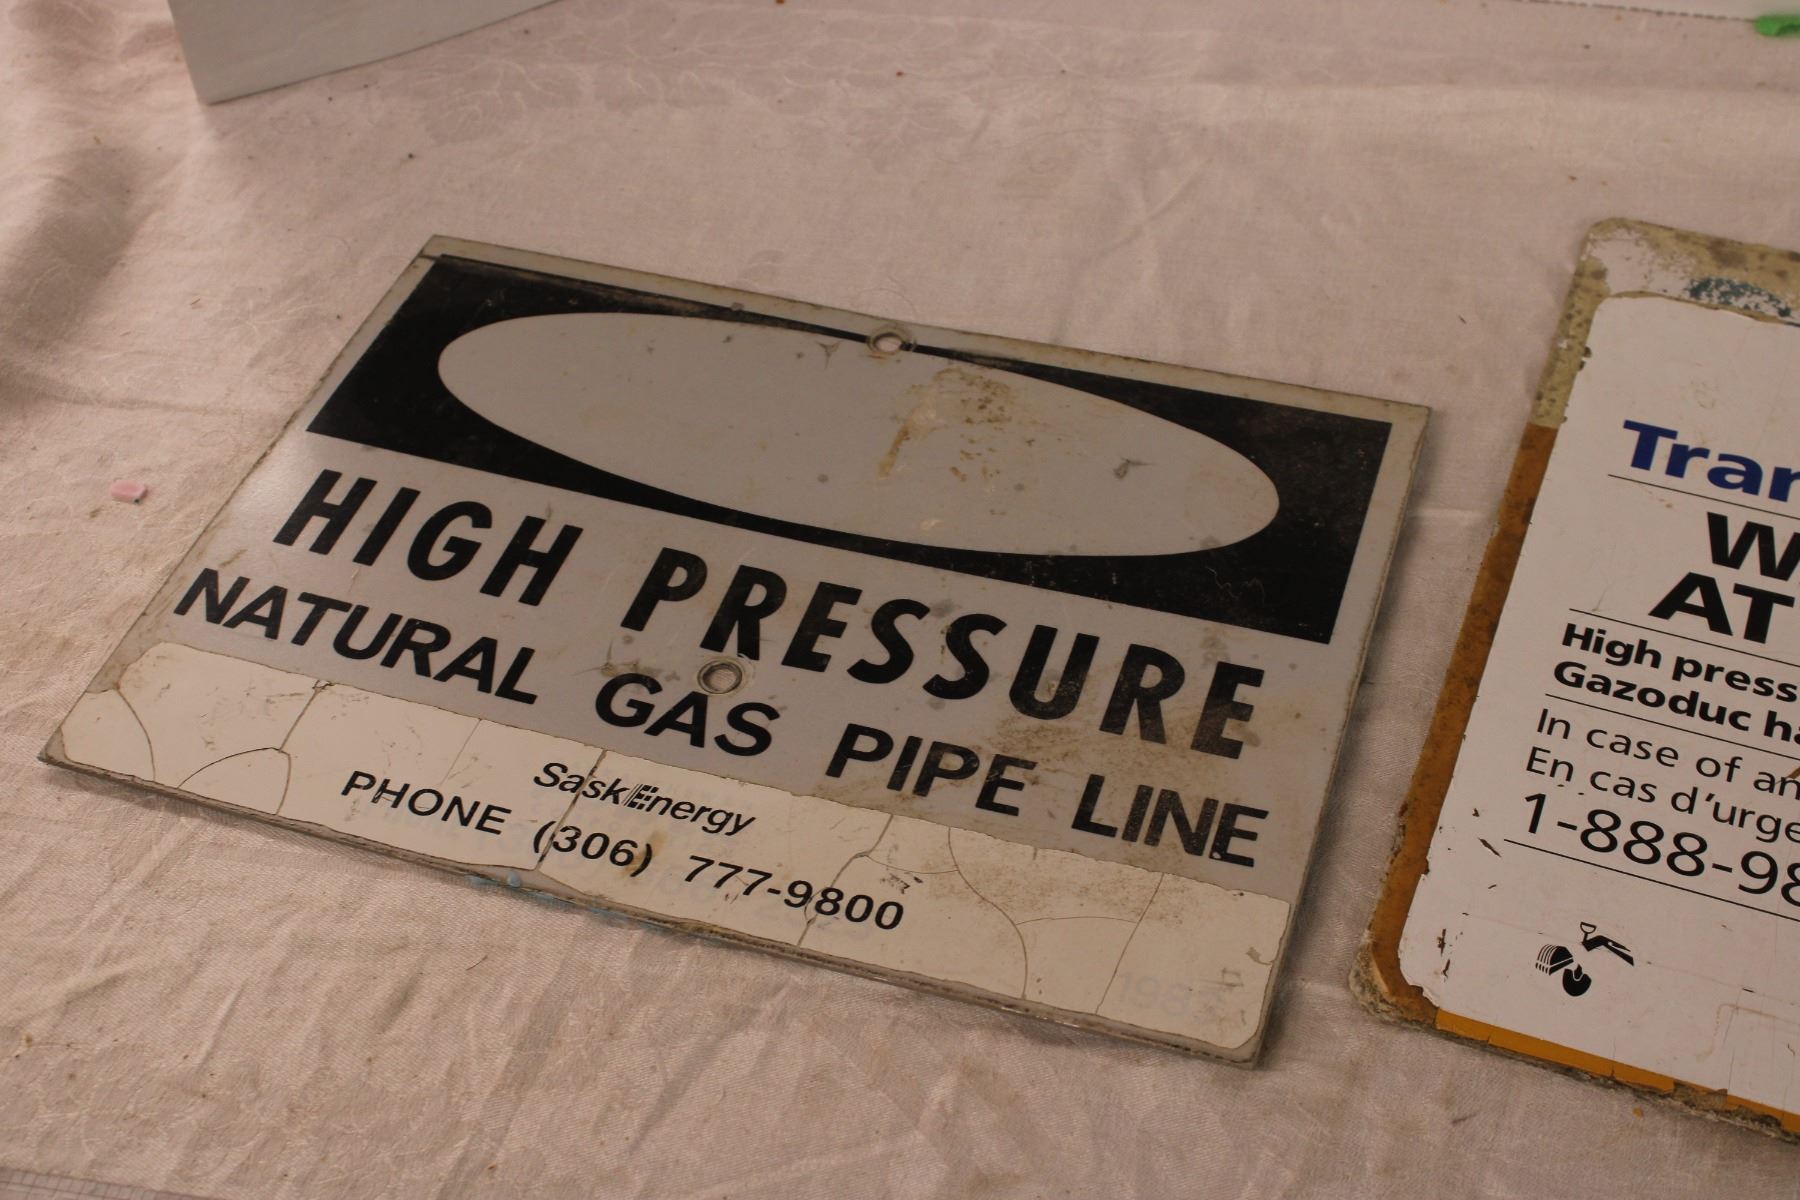 HIGH PRESSURE
NATURAL GAS PIPE LINE
SaskEnergy
PHONE (306) 777-9800
Tran
W
AT
High press
Gazoduc ha
In case of an
En cas d'urge
1-888-98